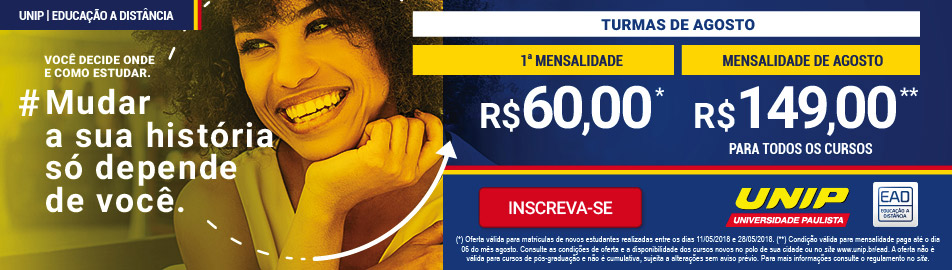 UNIP | EDUCAÇÃO A DISTÂNCIA
VOCÊ DECIDE ONDE
E COMO ESTUDAR.
#Mudar
a sua história
só depende
de você.
TURMAS DE AGOSTO
1ª MENSALIDADE
R$60,00*
MENSALIDADE DE AGOSTO
R$149,00**
PARA TODOS OS CURSOS
INSCREVA-SE
UNIP
UNIVERSIDADE PAULISTA
EAD
EDUCAÇÃO A
DISTÂNCIA
(*) Oferta válida para matrículas de novos estudantes realizadas entre os dias 11/05/2018 e 28/05/2018. (**) Condição válida para mensalidade paga até o dia
06 do mês agosto. Consulte as condições de oferta e a disponibilidade dos cursos novos no polo de sua cidade ou no site www.unip.br/ead. A oferta não é
válida para cursos de pós-graduação e não é cumulativa, sujeita a alterações sem aviso prévio. Para mais informações consulte o regulamento no site.